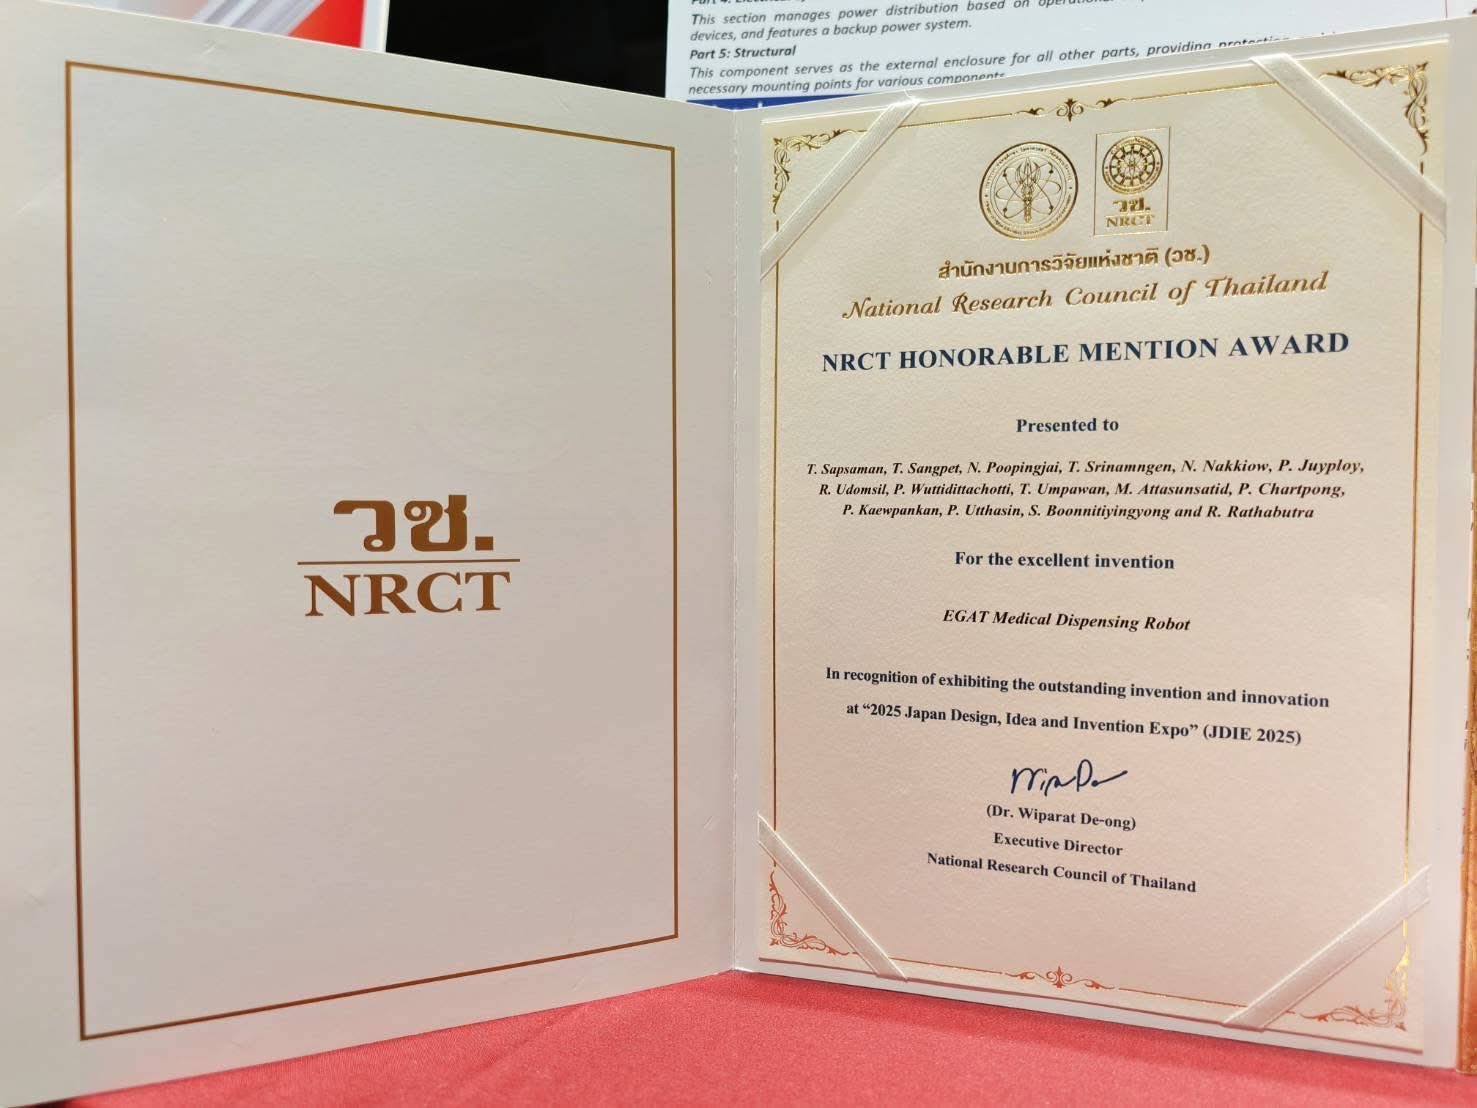 This section manages power distribution based on
devices, and features a backup power system.
Part 5: Structural
This component serves as the external enclosure for all other parts, providing
necessary mounting points for various components
วช.
NRCT
วช.
NRCT
สำนักงานการวิจัยแห่งชาติ (วช.)
National Research Council of Thailand
NRCT HONORABLE MENTION AWARD
Presented to
T. Sapsaman, T. Sangpet, N. Poopingjai, T. Srinamngen, N. Nakkiow, P. Juyploy,
R. Udomsil, P. Wuttidittachotti, T. Umpawan, M. Attasunsatid, P. Chartpong,
P. Kaewpankan, P. Utthasin, S. Boonnitiyingyong and R. Rathabutra
For the excellent invention
EGAT Medical Dispensing Robot
In recognition of exhibiting the outstanding invention and innovation
at “2025 Japan Design, Idea and Invention Expo” (JDIE 2025)
(Dr. Wiparat De-ong)
Executive Director
National Research Council of Thailand